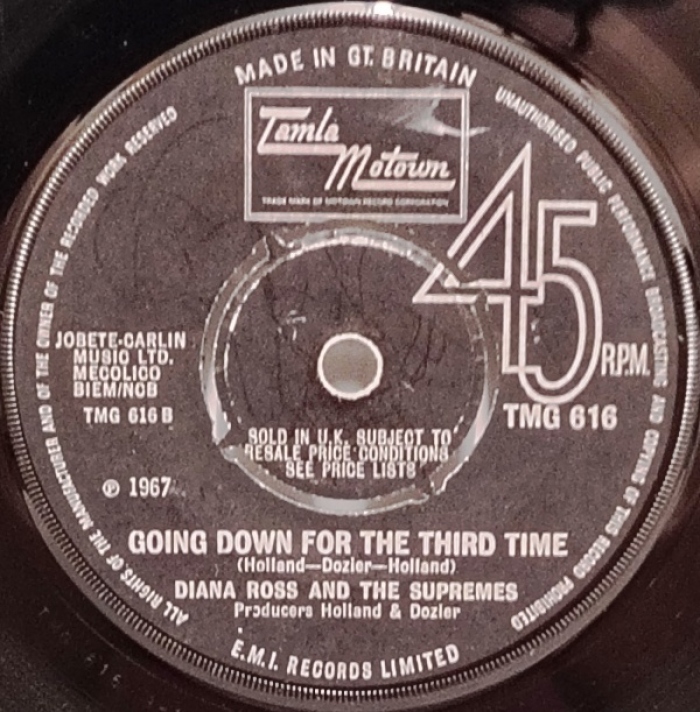 MADE IN GT. BRITAIN
UNAUTHORISED PUBLIC PERFORMANCE BROADCASTING AND COPYING OF THIS RECORD PROHIBITED
ALL RIGHTS OF THE MANUFACTURER AND OF THE OWNER OF THE RECORDED WORK RESERVED
Tamla
Motown
TRADE MARK OF MOTOWN RECORD CORPORATION
45
R.P.M.
JOBETE-CARLIN
MUSIC LTD.
MECOLICO
BIEM/NCB
TMG 616 B
TMG 616
SOLD IN U.K. SUBJECT TO
RESALE PRICE CONDITIONS
SEE PRICE LISTS
℗ 1967
GOING DOWN FOR THE THIRD TIME
(Holland—Dozier—Holland)
DIANA ROSS AND THE SUPREMES
Producers Holland & Dozier
E.M.I. RECORDS LIMITED